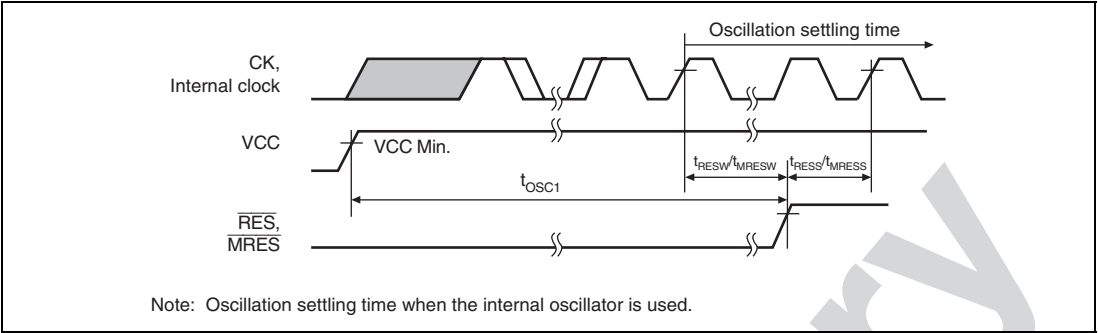 Oscillation settling time
CK,
Internal clock
VCC
VCC Min.
tRESW/tMRESW
tRESS/tMRESS
tOSC1
RES,
MRES
Note: Oscillation settling time when the internal oscillator is used.
ry